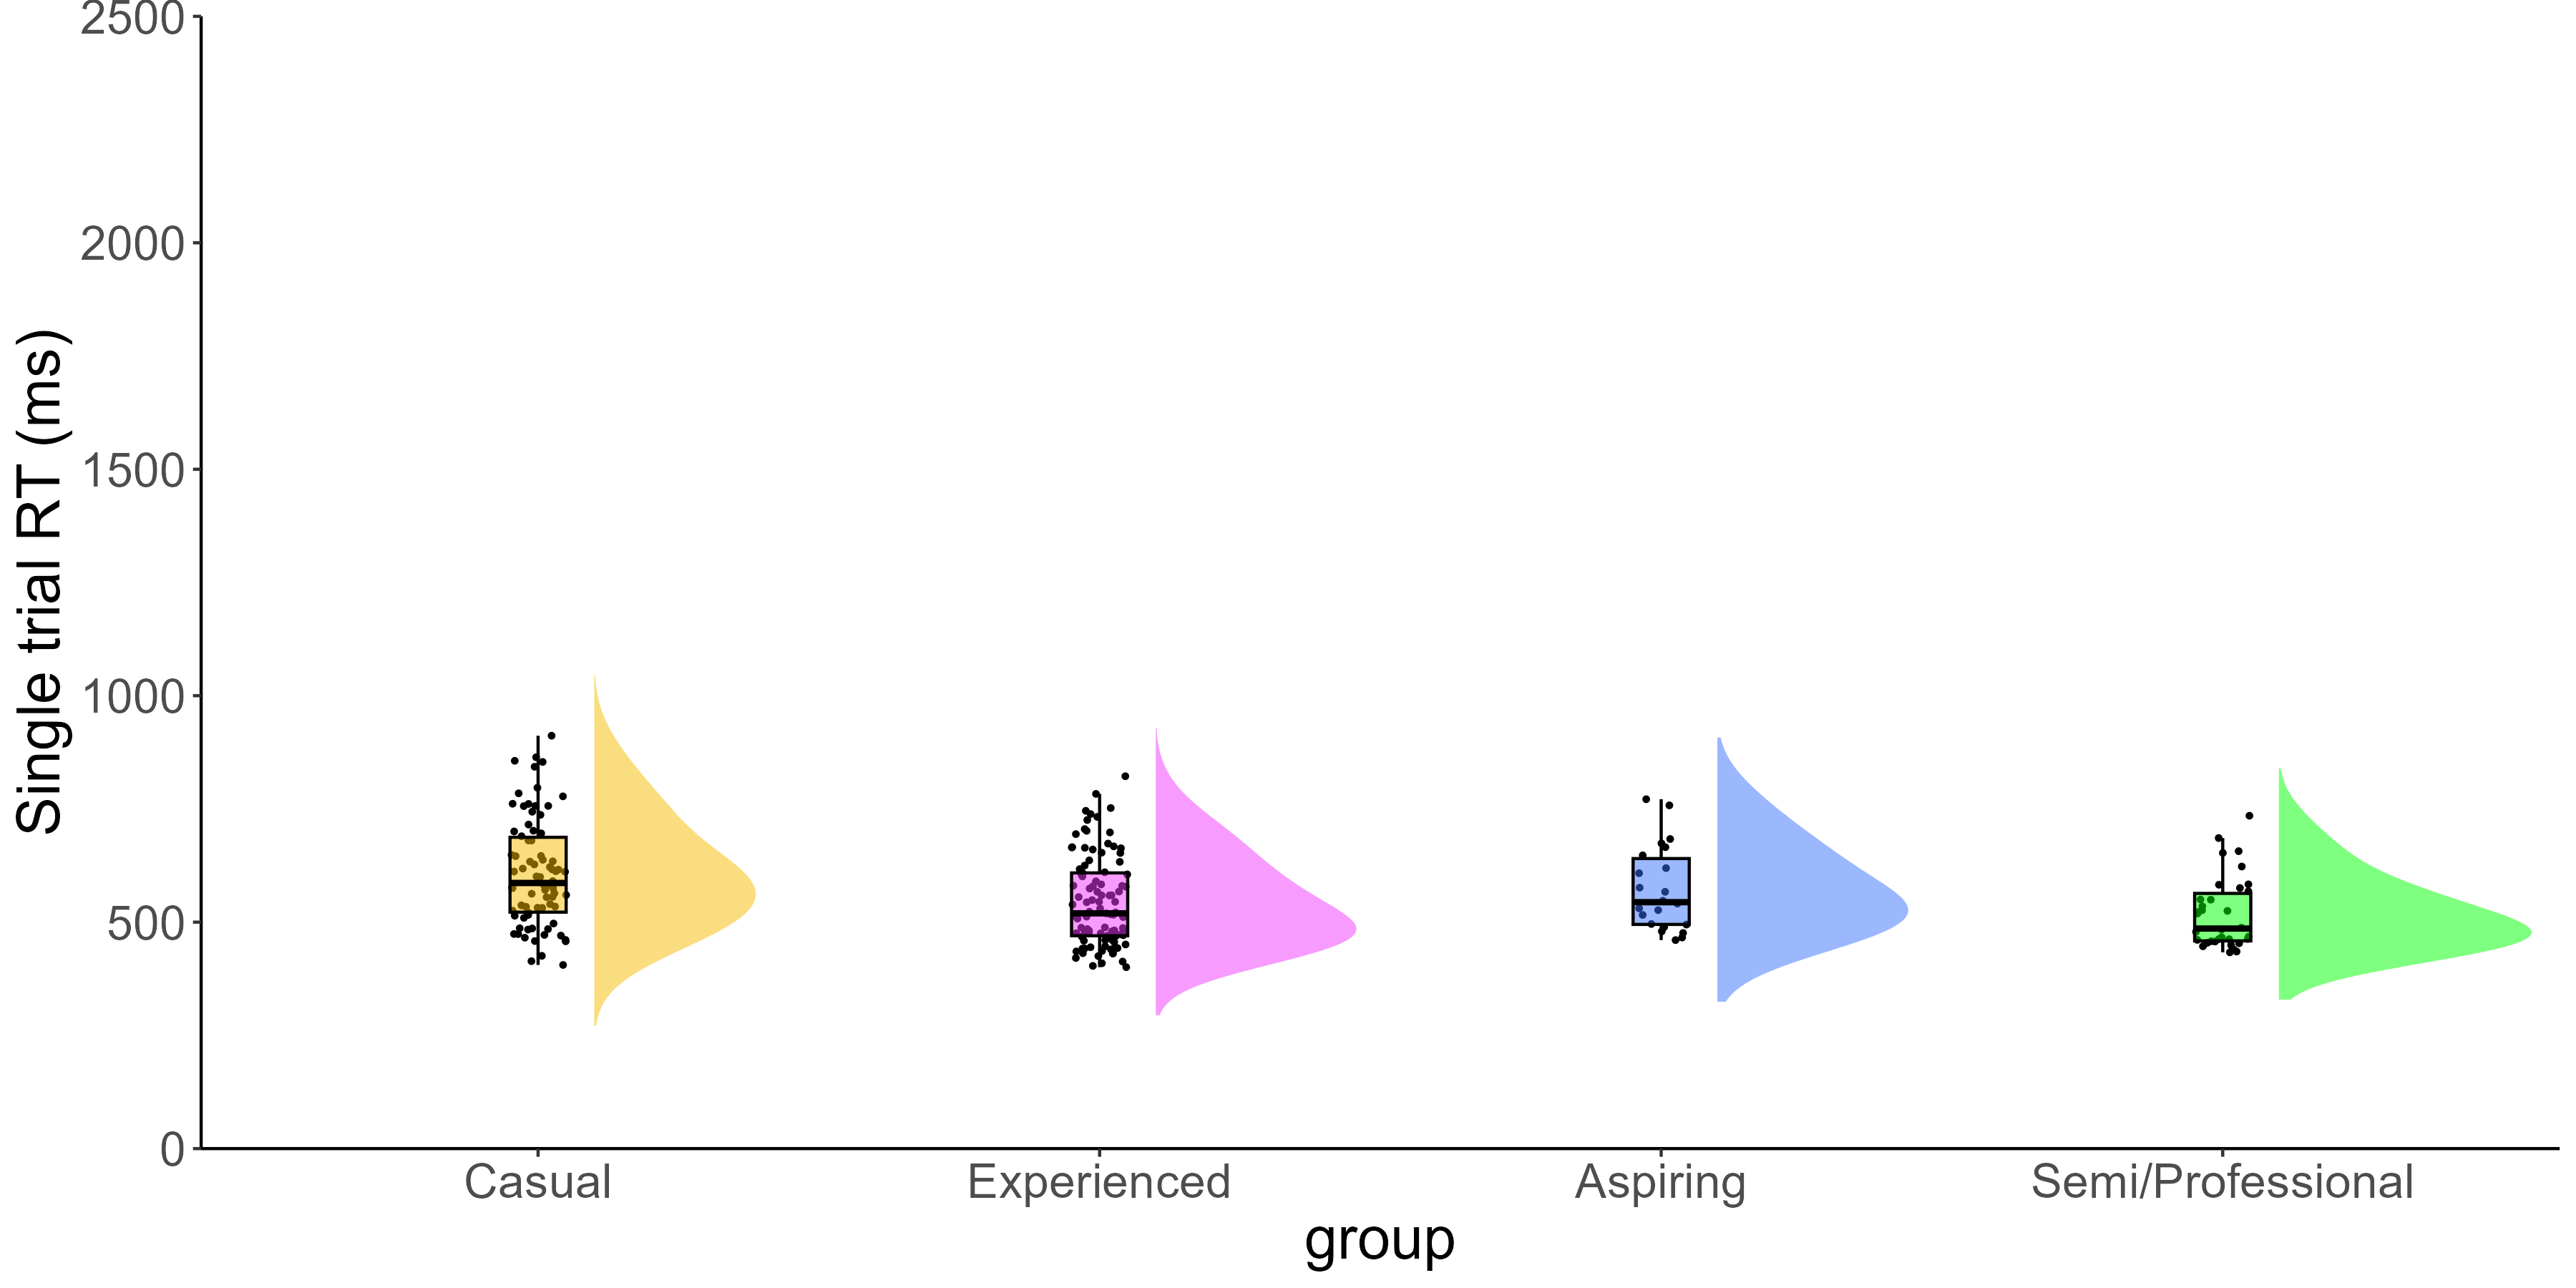 Single trial RT (ms)
2500
2000
1500
1000
500
0
Casual
Experienced
Aspiring
Semi/Professional
group